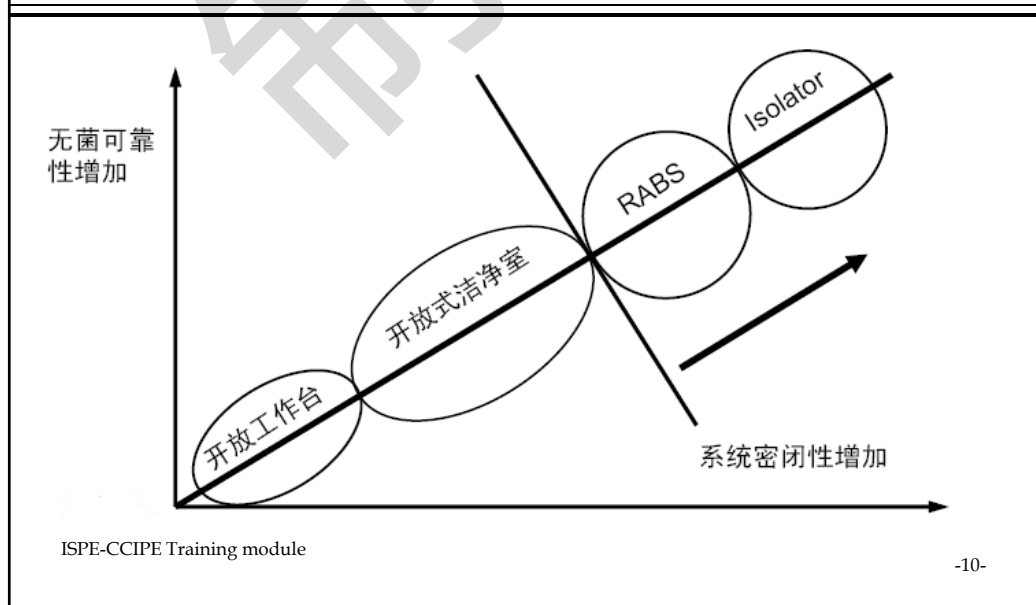 无菌可靠
性增加
Isolator
RABS
开放式洁净室
开放工作台
系统密闭性增加
ISPE-CCIPE Training module
-10-